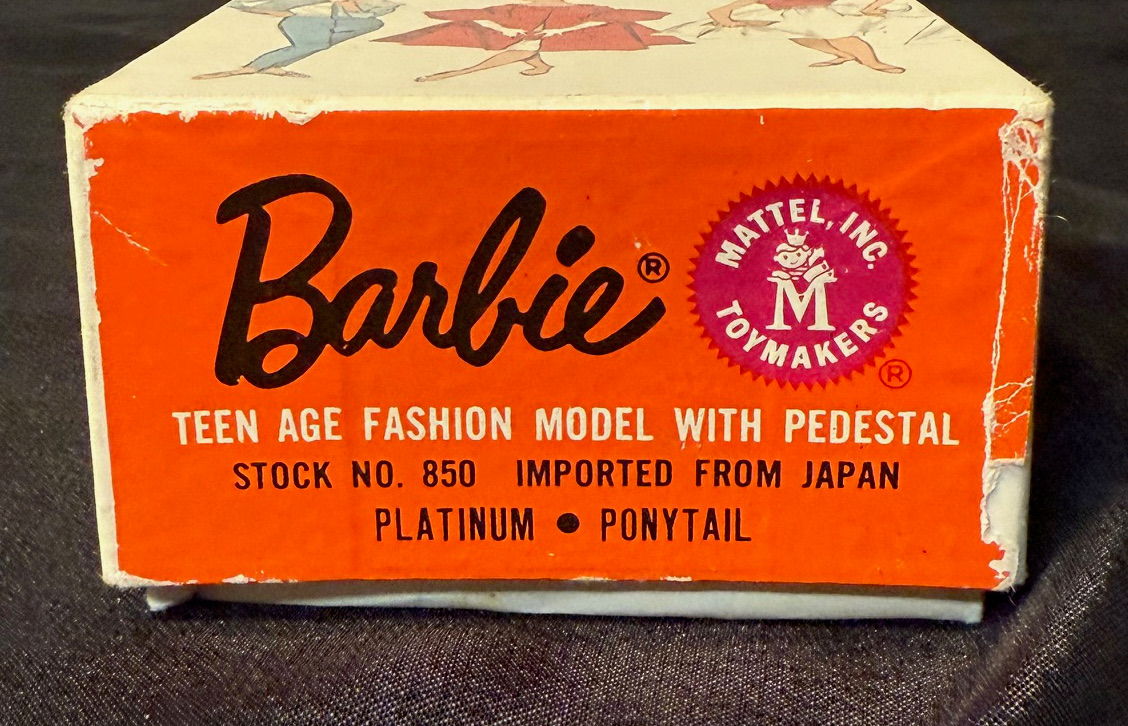 Barbie®
MATTEL, INC.
M
TOYMAKERS
®
TEEN AGE FASHION MODEL WITH PEDESTAL
STOCK NO. 850 IMPORTED FROM JAPAN
PLATINUM • PONYTAIL